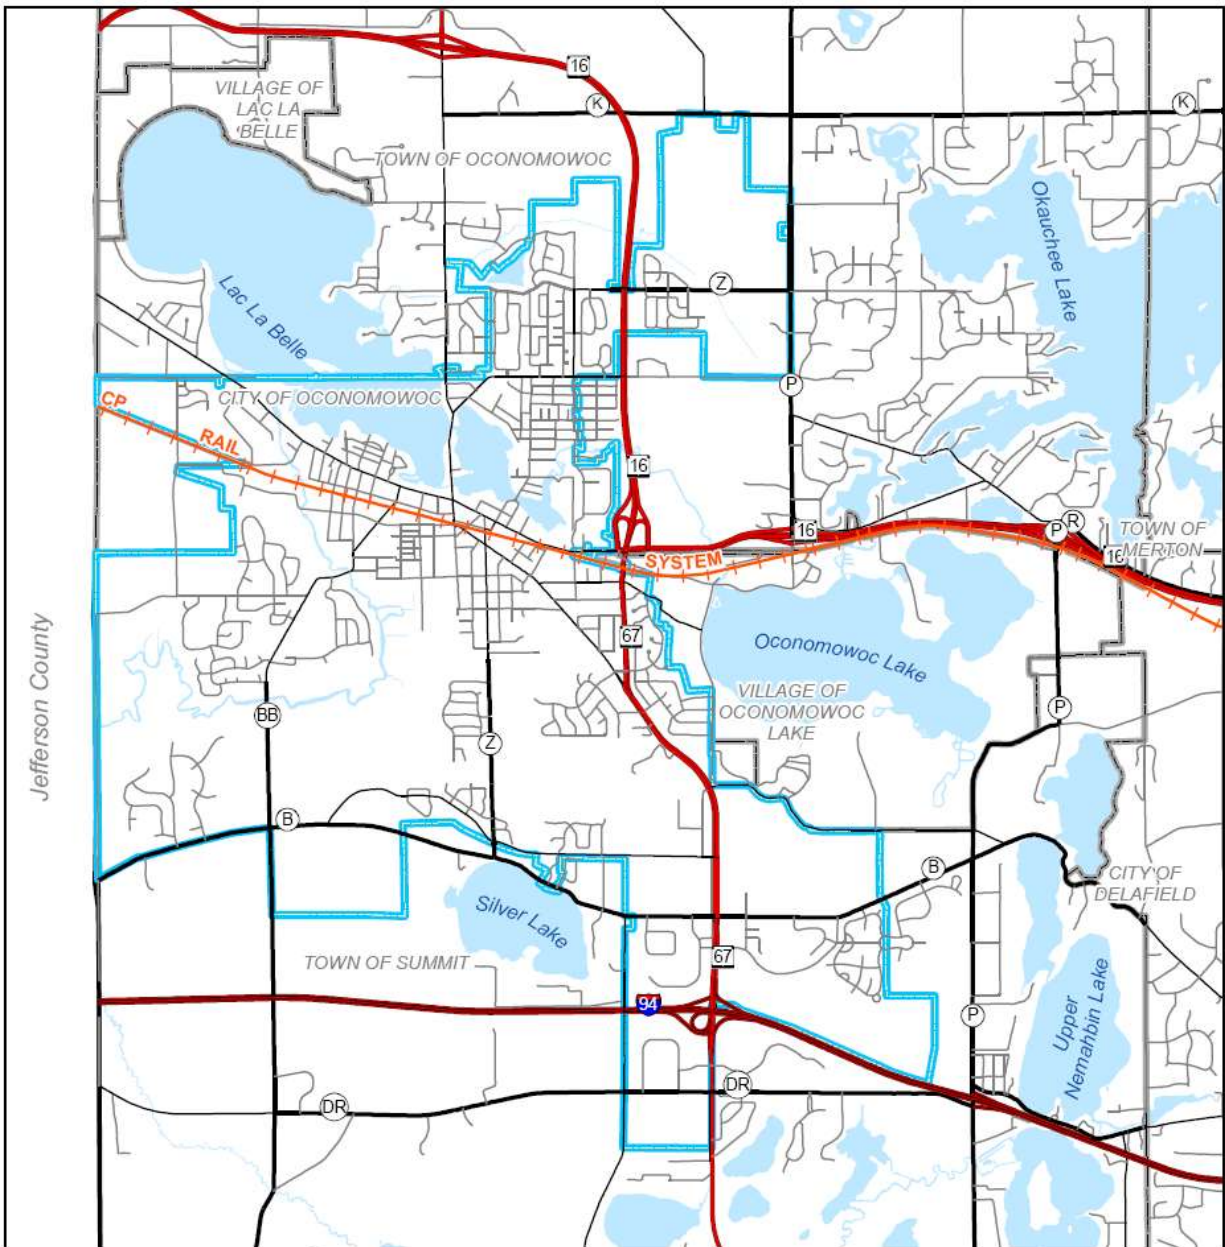 16
K
K
VILLAGE OF
LAC LA
BELLE
TOWN OF OCONOMOWOC
Okauchee Lake
Lac La Belle
Z
P
CITY OF OCONOMOWOC
CP
RAIL
16
SYSTEM
16
P
R
16
TOWN OF
MERTON
Jefferson County
67
Oconomowoc Lake
VILLAGE OF
OCONOMOWOC
LAKE
BB
Z
P
B
B
CITY OF
DELAFIELD
Silver Lake
TOWN OF SUMMIT
67
94
P
Upper
Nemahbin Lake
DR
DR